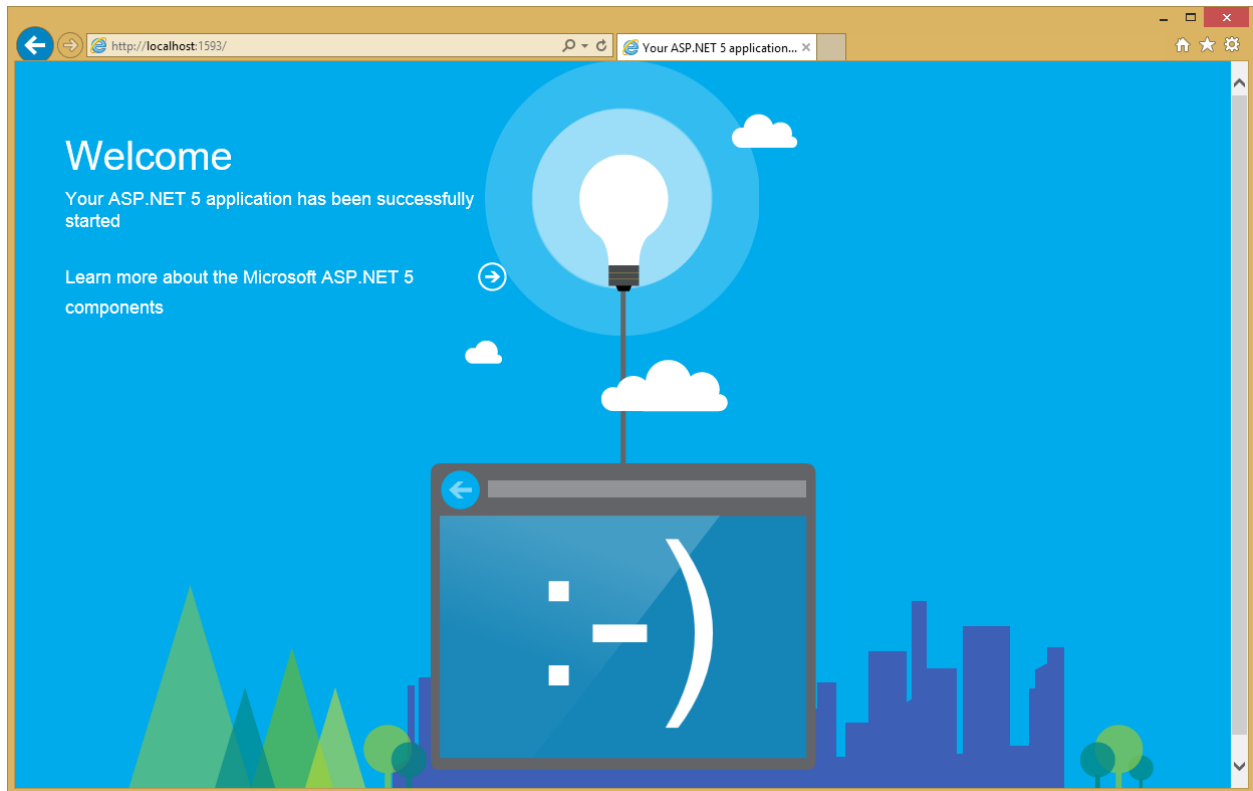 http://localhost:1593/
Your ASP.NET 5 application...
Welcome
Your ASP.NET 5 application has been successfully
started
Learn more about the Microsoft ASP.NET 5
components
:-)